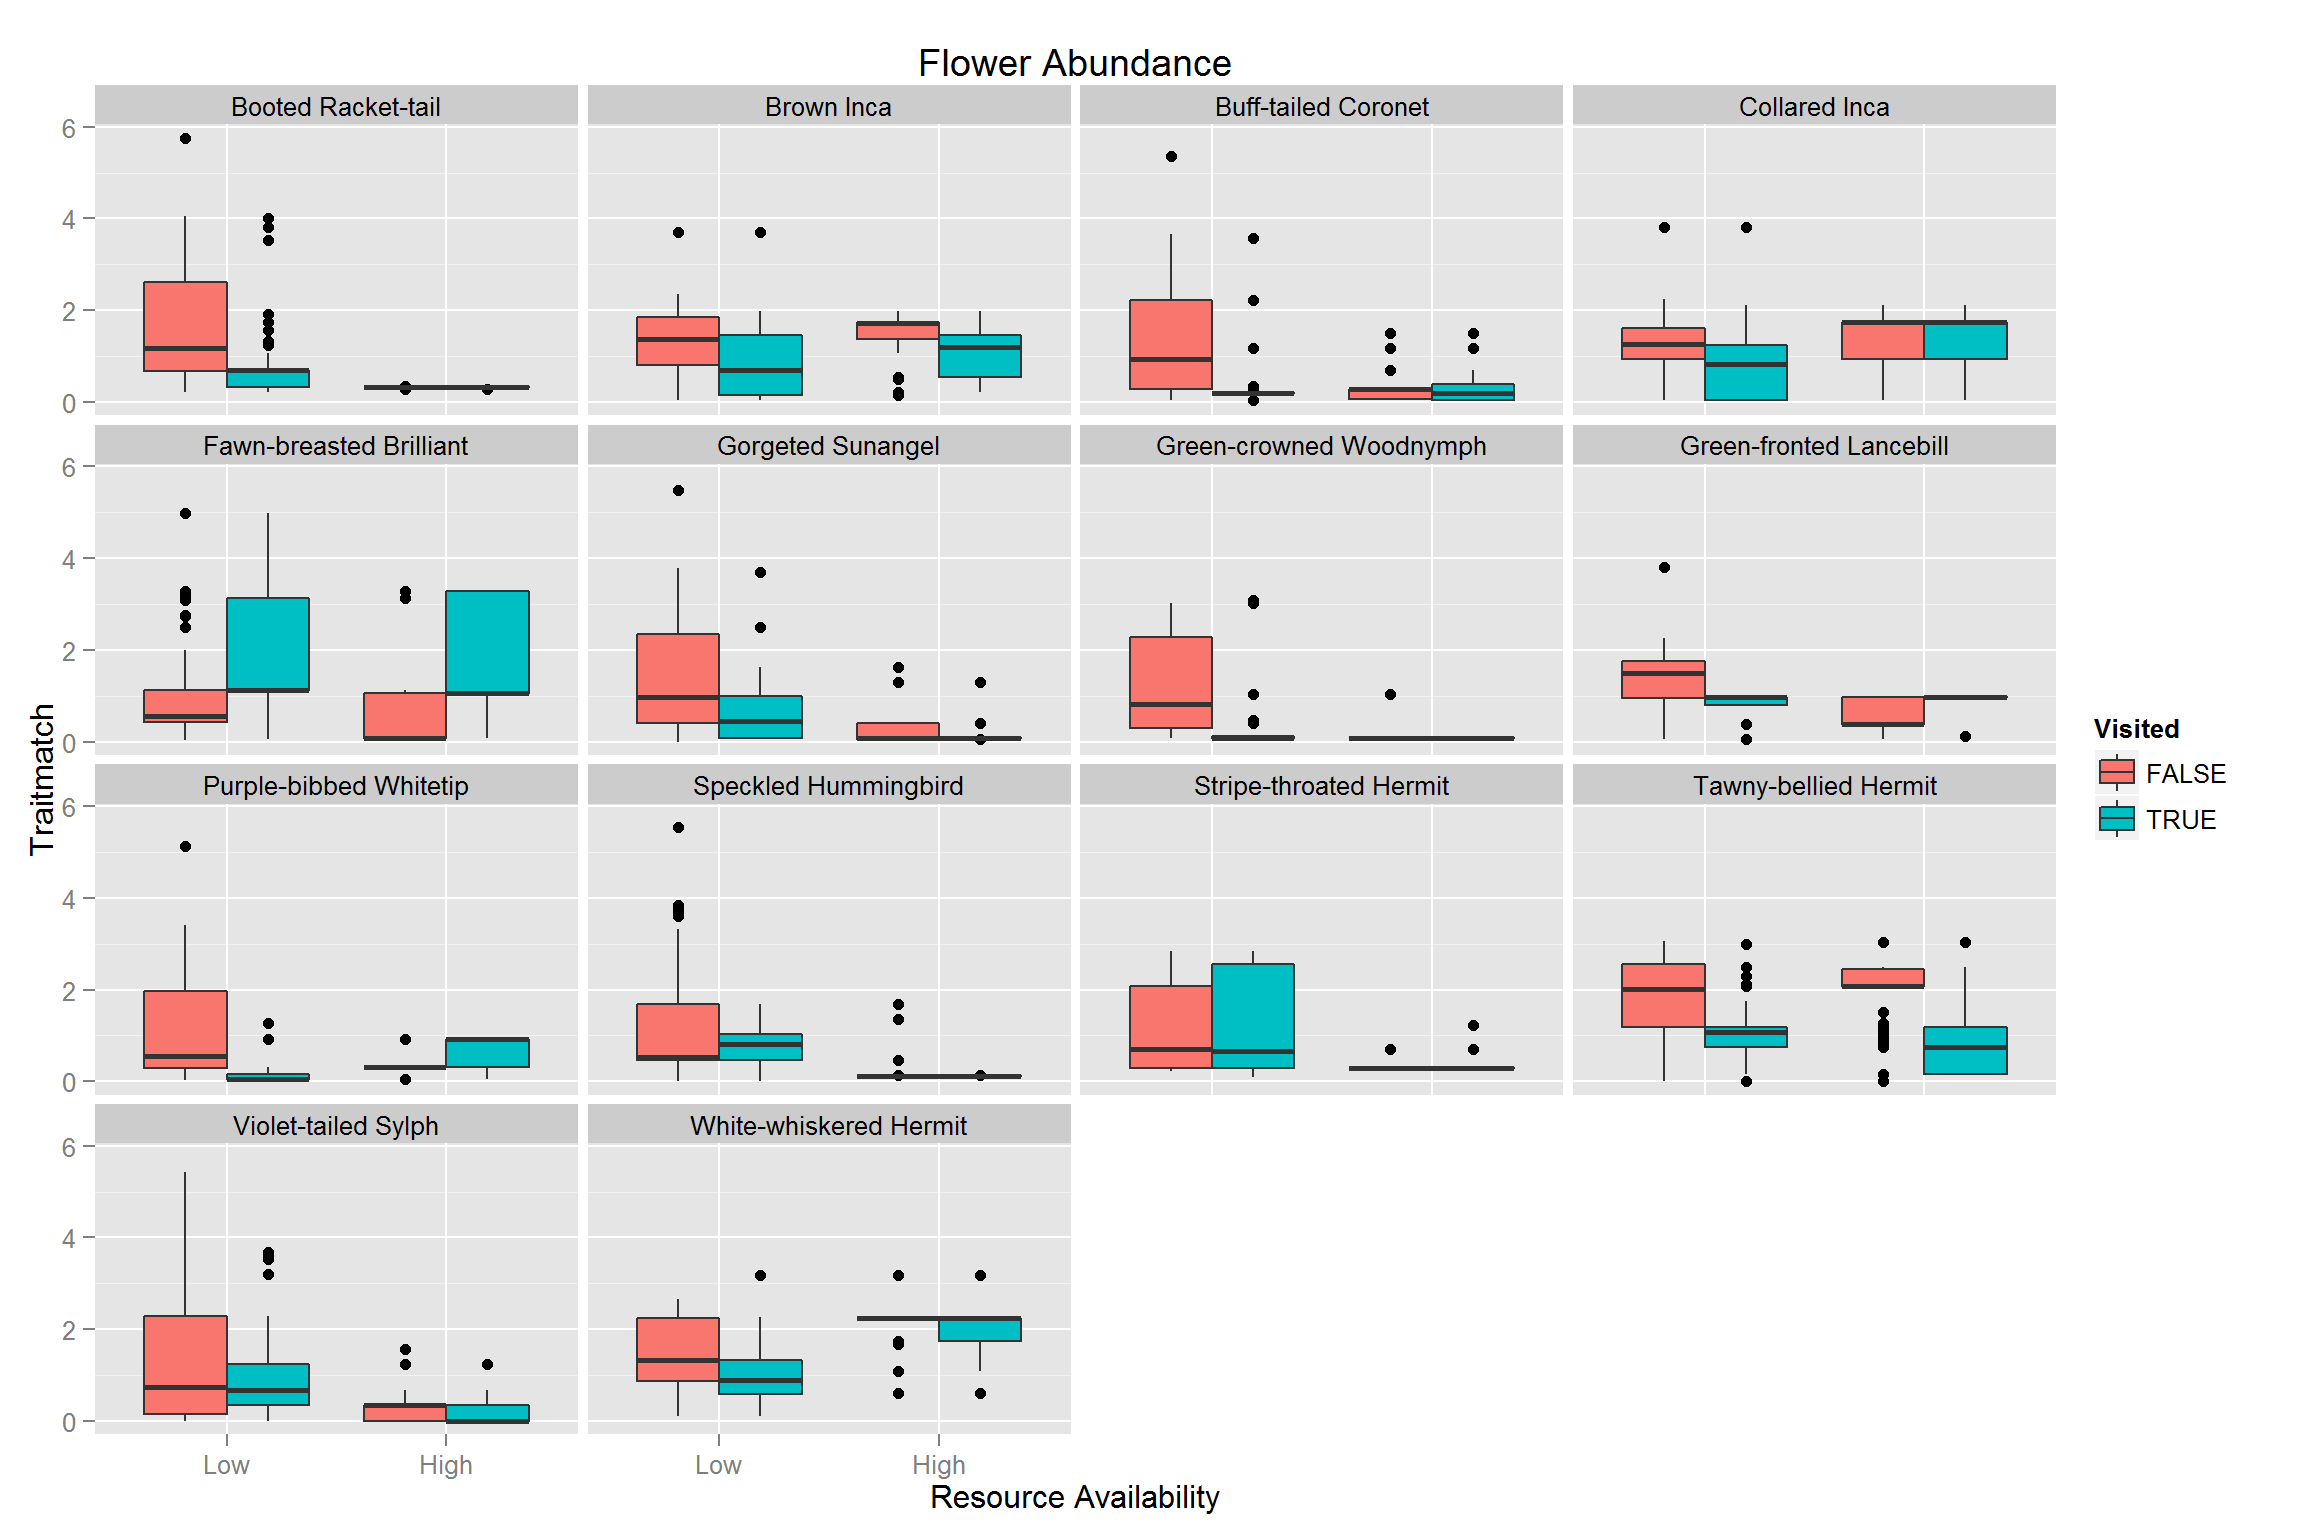 Flower Abundance
Booted Racket-tail
Brown Inca
Buff-tailed Coronet
Collared Inca
6
4
2
0
Fawn-breasted Brilliant
Gorgeted Sunangel
Green-crowned Woodnymph
Green-fronted Lancebill
6
4
2
0
Traitmatch
Visited
FALSE
TRUE
Purple-bibbed Whitetip
Speckled Hummingbird
Stripe-throated Hermit
Tawny-bellied Hermit
6
4
2
0
Violet-tailed Sylph
White-whiskered Hermit
6
4
2
0
Low
High
Low
High
Resource Availability